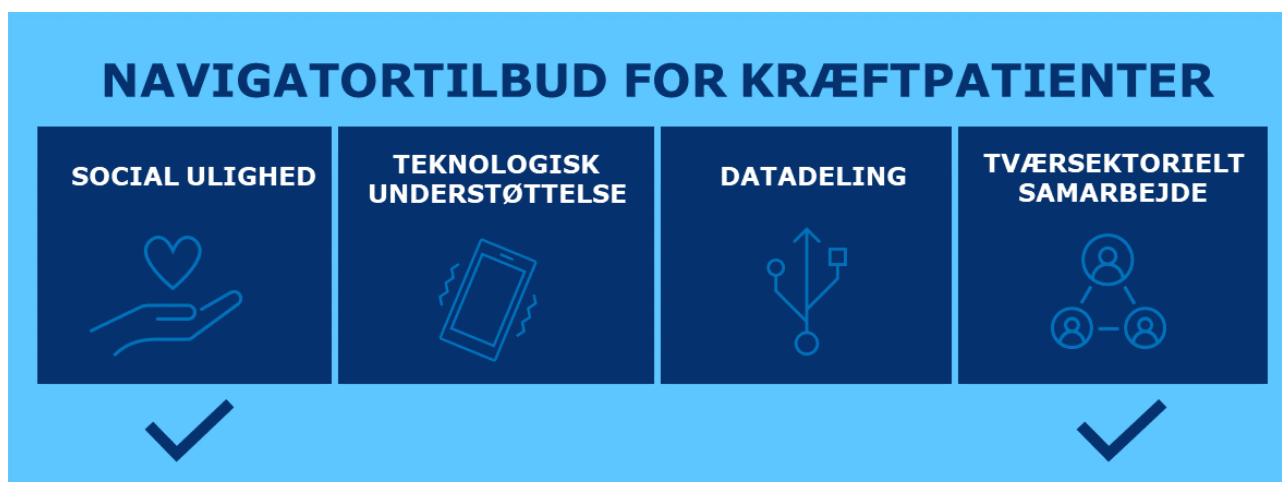 NAVIGATORTILBUD FOR KRÆFTPATIENTER
SOCIAL ULIGHED
TEKNOLOGISK
UNDERSTØTTELSE
DATADELING
TVÆRSEKTORIELT
SAMARBEJDE